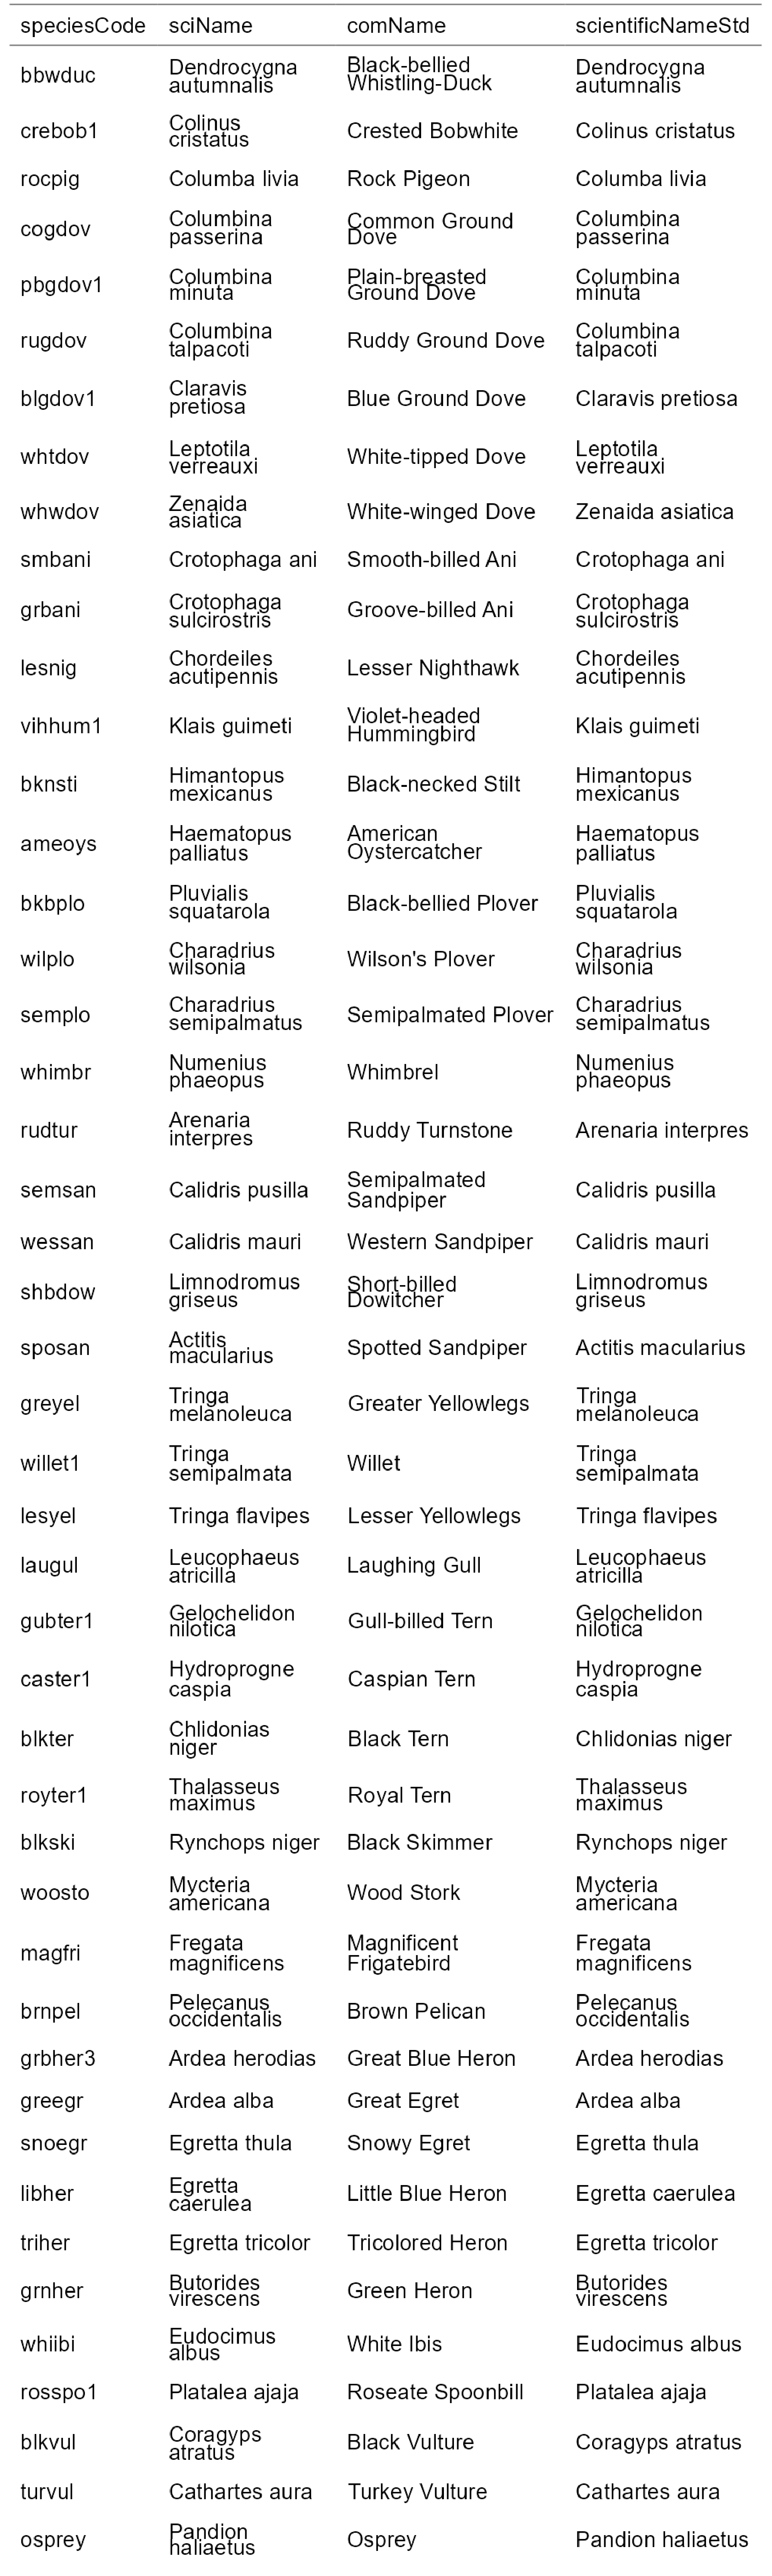 speciesCode sciName comName scientificNameStd
bbwduc Dendrocygna autumnalis Black-bellied Whistling-Duck Dendrocygna autumnalis
crebob1 Colinus cristatus Crested Bobwhite Colinus cristatus
rocpig Columba livia Rock Pigeon Columba livia
cogdov Columbina passerina Common Ground Dove Columbina passerina
pbgdov1 Columbina minuta Plain-breasted Ground Dove Columbina minuta
rugdov Columbina talpacoti Ruddy Ground Dove Columbina talpacoti
blgdov1 Claravis pretiosa Blue Ground Dove Claravis pretiosa
whtdov Leptotila verreauxi White-tipped Dove Leptotila verreauxi
whwdov Zenaida asiatica White-winged Dove Zenaida asiatica
smbani Crotophaga ani Smooth-billed Ani Crotophaga ani
grbani Crotophaga sulcirostris Groove-billed Ani Crotophaga sulcirostris
lesnig Chordeiles acutipennis Lesser Nighthawk Chordeiles acutipennis
vihhum1 Klais guimeti Violet-headed Hummingbird Klais guimeti
bknsti Himantopus mexicanus Black-necked Stilt Himantopus mexicanus
ameoys Haematopus palliatus American Oystercatcher Haematopus palliatus
bkbplo Pluvialis squatarola Black-bellied Plover Pluvialis squatarola
wilplo Charadrius wilsonia Wilson's Plover Charadrius wilsonia
semplo Charadrius semipalmatus Semipalmated Plover Charadrius semipalmatus
whimbr Numenius phaeopus Whimbrel Numenius phaeopus
rudtur Arenaria interpres Ruddy Turnstone Arenaria interpres
semsan Calidris pusilla Semipalmated Sandpiper Calidris pusilla
wessan Calidris mauri Western Sandpiper Calidris mauri
shbdow Limnodromus griseus Short-billed Dowitcher Limnodromus griseus
sposan Actitis macularius Spotted Sandpiper Actitis macularius
greyel Tringa melanoleuca Greater Yellowlegs Tringa melanoleuca
willet1 Tringa semipalmata Willet Tringa semipalmata
lesyel Tringa flavipes Lesser Yellowlegs Tringa flavipes
laugul Leucophaeus atricilla Laughing Gull Leucophaeus atricilla
gubter1 Gelochelidon nilotica Gull-billed Tern Gelochelidon nilotica
caster1 Hydroprogne caspia Caspian Tern Hydroprogne caspia
blkter Chlidonias niger Black Tern Chlidonias niger
royter1 Thalasseus maximus Royal Tern Thalasseus maximus
blkski Rynchops niger Black Skimmer Rynchops niger
woosto Mycteria americana Wood Stork Mycteria americana
magfri Fregata magnificens Magnificent Frigatebird Fregata magnificens
brnpel Pelecanus occidentalis Brown Pelican Pelecanus occidentalis
grbher3 Ardea herodias Great Blue Heron Ardea herodias
greegr Ardea alba Great Egret Ardea alba
snoegr Egretta thula Snowy Egret Egretta thula
libher Egretta caerulea Little Blue Heron Egretta caerulea
triher Egretta tricolor Tricolored Heron Egretta tricolor
grnher Butorides virescens Green Heron Butorides virescens
whiibi Eudocimus albus White Ibis Eudocimus albus
rosspo1 Platalea ajaja Roseate Spoonbill Platalea ajaja
blkvul Coragyps atratus Black Vulture Coragyps atratus
turvul Cathartes aura Turkey Vulture Cathartes aura
osprey Pandion haliaetus Osprey Pandion haliaetus